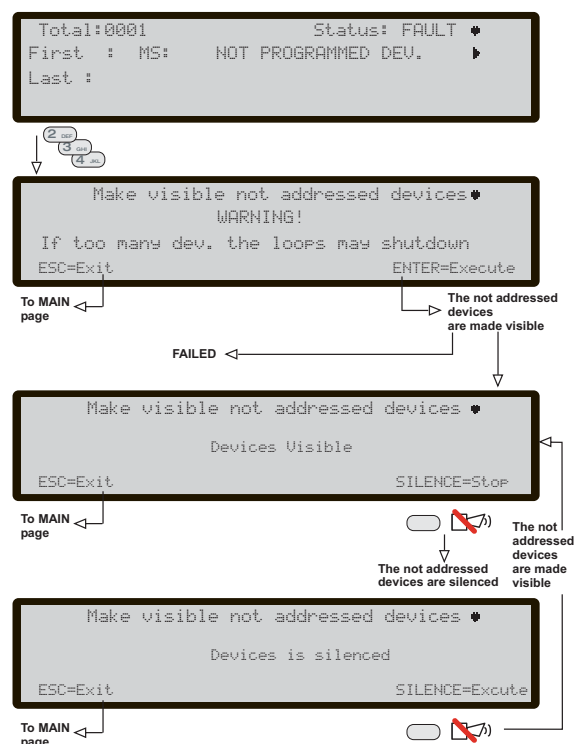 Total:0001 Status: FAULT
First : MS: NOT PROGRAMMED DEV.
Last :
2 DEF
3 GHI
4 JKL
Make visible not addressed devices
WARNING!
If too many dev. the loops may shutdown
ESC=Exit ENTER=Execute
To MAIN
page
The not addressed
devices
are made visible
FAILED
Make visible not addressed devices
Devices Visible
ESC=Exit SILENCE=Stop
To MAIN
page
The not addressed
devices are silenced
The not
addressed
devices
are made
visible
Make visible not addressed devices
Devices is silenced
ESC=Exit SILENCE=Excute
To MAIN
page